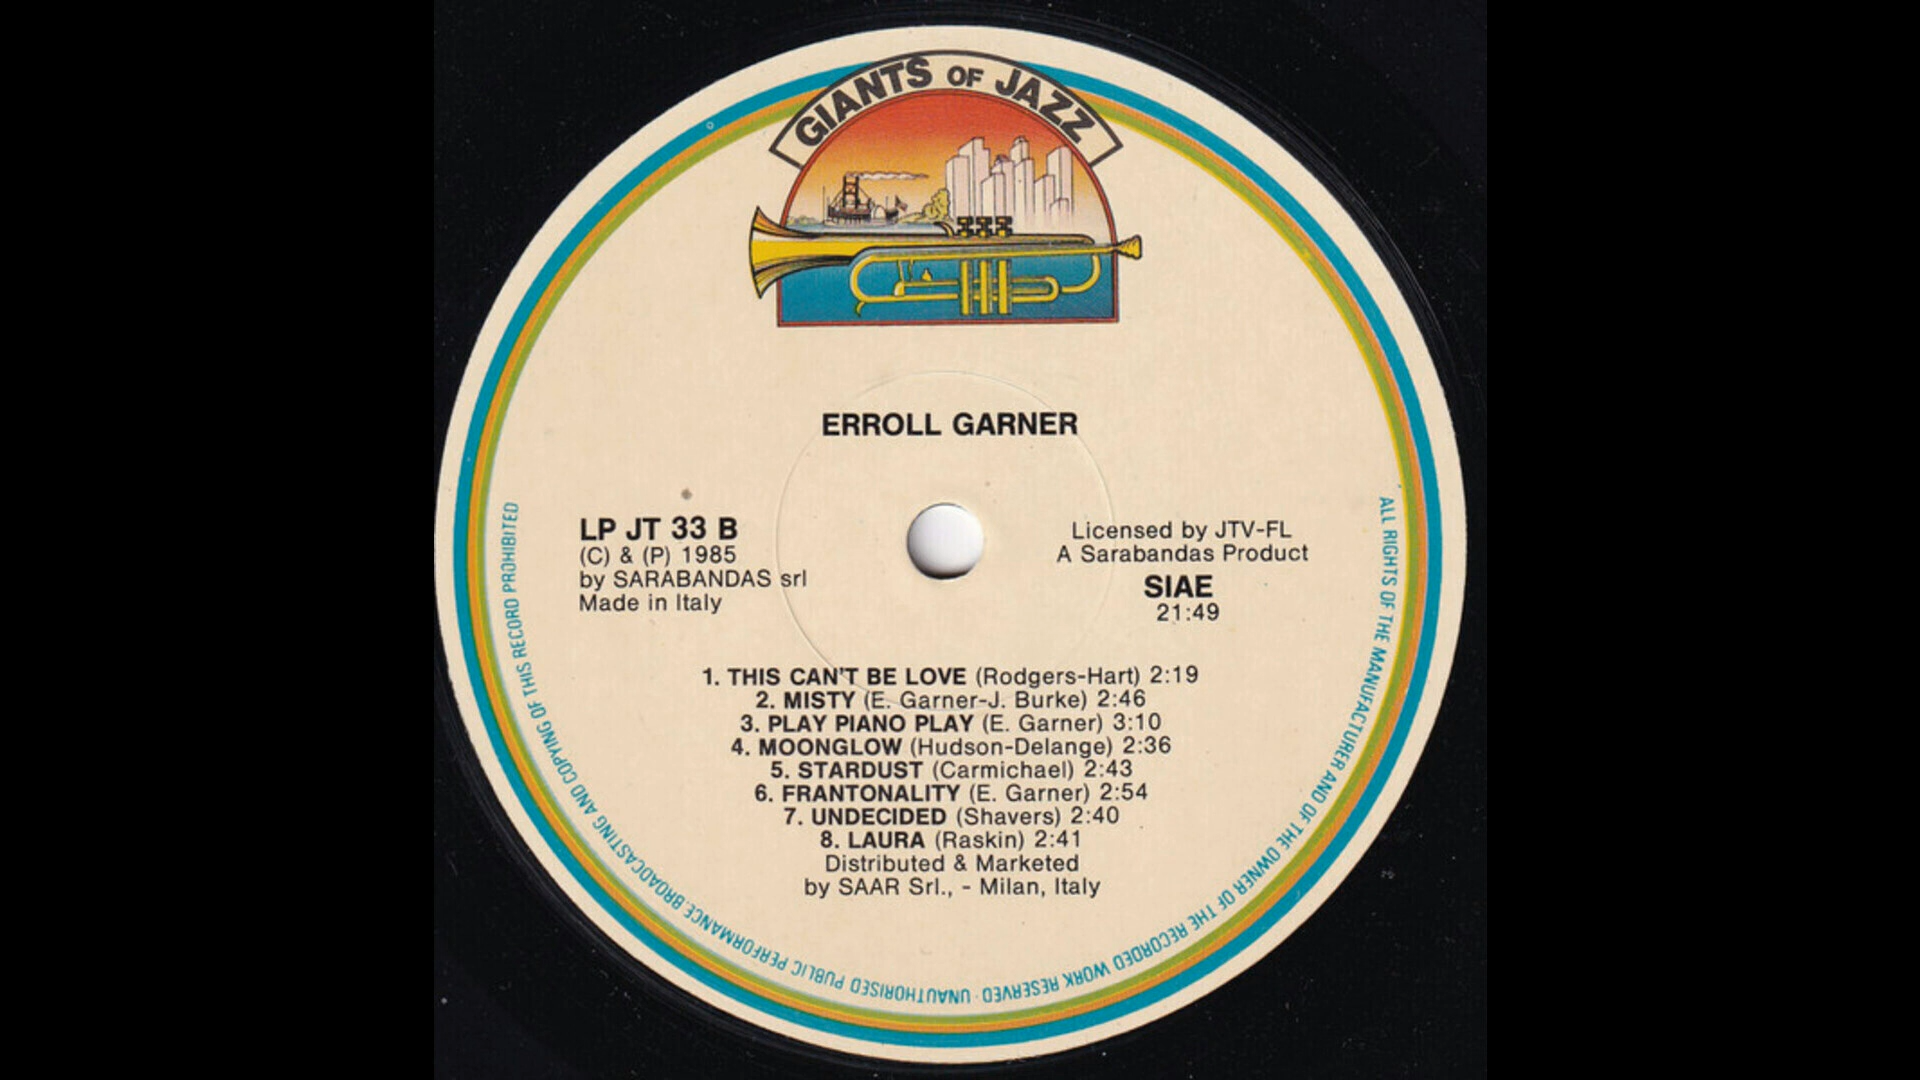 GIANTS OF JAZZ
ERROLL GARNER
LP JT 33 B
(C) & (P) 1985
by SARABANDAS srl
Made in Italy
Licensed by JTV-FL
A Sarabandas Product
SIAE
21:49
1. THIS CAN'T BE LOVE (Rodgers-Hart) 2:19
2. MISTY (E. Garner-J. Burke) 2:46
3. PLAY PIANO PLAY (E. Garner) 3:10
4. MOONGLOW (Hudson-Delange) 2:36
5. STARDUST (Carmichael) 2:43
6. FRANTONALITY (E. Garner) 2:54
7. UNDECIDED (Shavers) 2:40
8. LAURA (Raskin) 2:41
Distributed & Marketed
by SAAR Srl., - Milan, Italy
ALL RIGHTS OF THE MANUFACTURER AND OF THE OWNER OF THE RECORDED WORK RESERVED · UNAUTHORISED PUBLIC PERFORMANCE.BROADCASTING AND COPYING OF THIS RECORD PROHIBITED